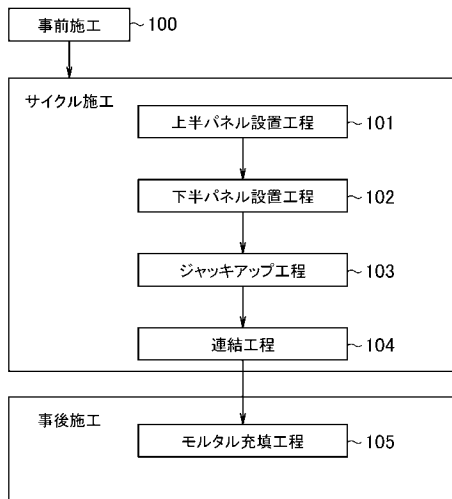 事前施工 100
サイクル施工
上半パネル設置工程 101
下半パネル設置工程 102
ジャッキアップ工程 103
連結工程 104
事後施工
モルタル充填工程 105